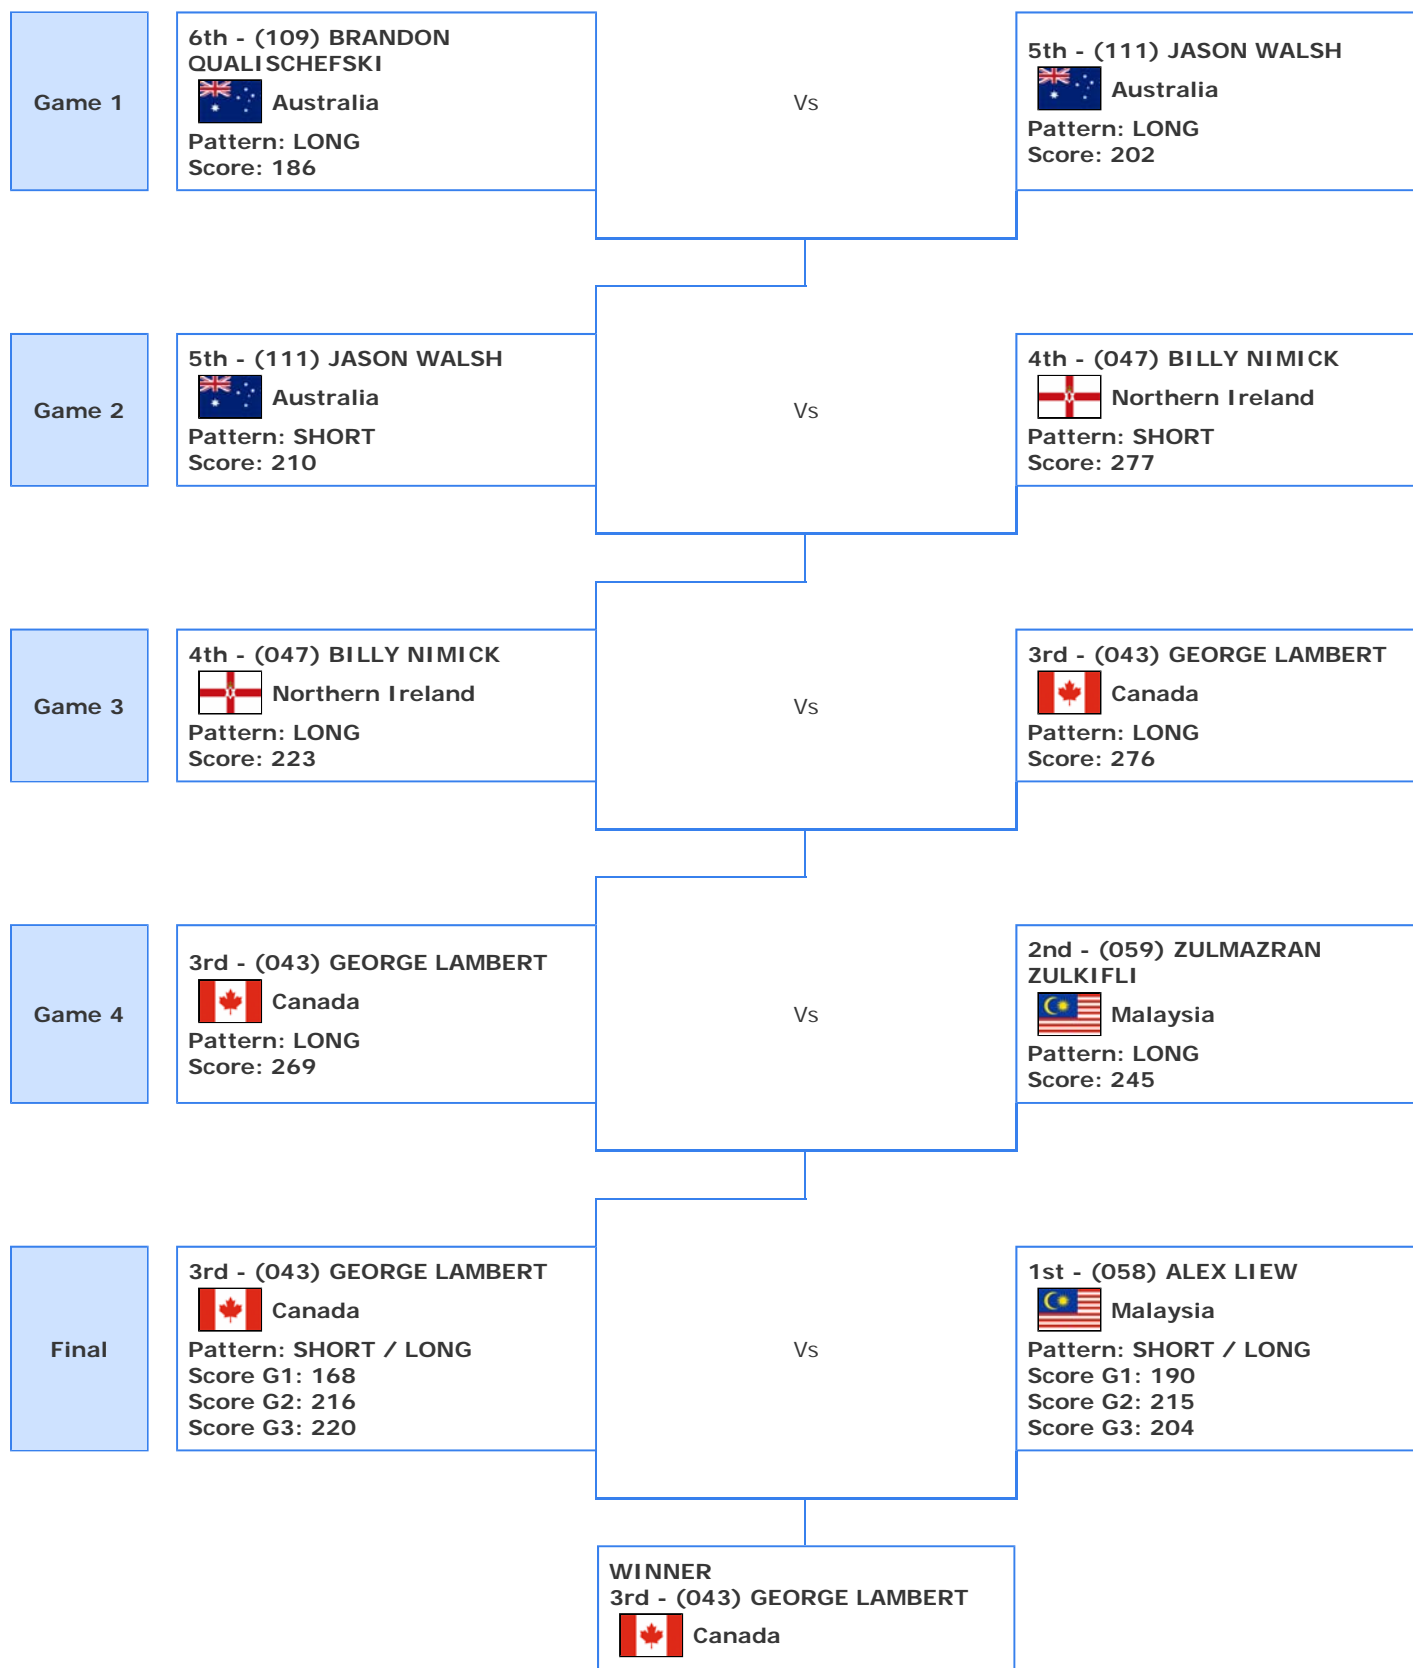 Game 1
6th - (109) BRANDON
QUALISCHEFSKI
Australia
Pattern: LONG
Score: 186
Vs
5th - (111) JASON WALSH
Australia
Pattern: LONG
Score: 202
Game 2
5th - (111) JASON WALSH
Australia
Pattern: SHORT
Score: 210
Vs
4th - (047) BILLY NIMICK
Northern Ireland
Pattern: SHORT
Score: 277
Game 3
4th - (047) BILLY NIMICK
Northern Ireland
Pattern: LONG
Score: 223
Vs
3rd - (043) GEORGE LAMBERT
Canada
Pattern: LONG
Score: 276
Game 4
3rd - (043) GEORGE LAMBERT
Canada
Pattern: LONG
Score: 269
Vs
2nd - (059) ZULMAZRAN
ZULKIFLI
Malaysia
Pattern: LONG
Score: 245
Final
3rd - (043) GEORGE LAMBERT
Canada
Pattern: SHORT / LONG
Score G1: 168
Score G2: 216
Score G3: 220
Vs
1st - (058) ALEX LIEW
Malaysia
Pattern: SHORT / LONG
Score G1: 190
Score G2: 215
Score G3: 204
WINNER
3rd - (043) GEORGE LAMBERT
Canada